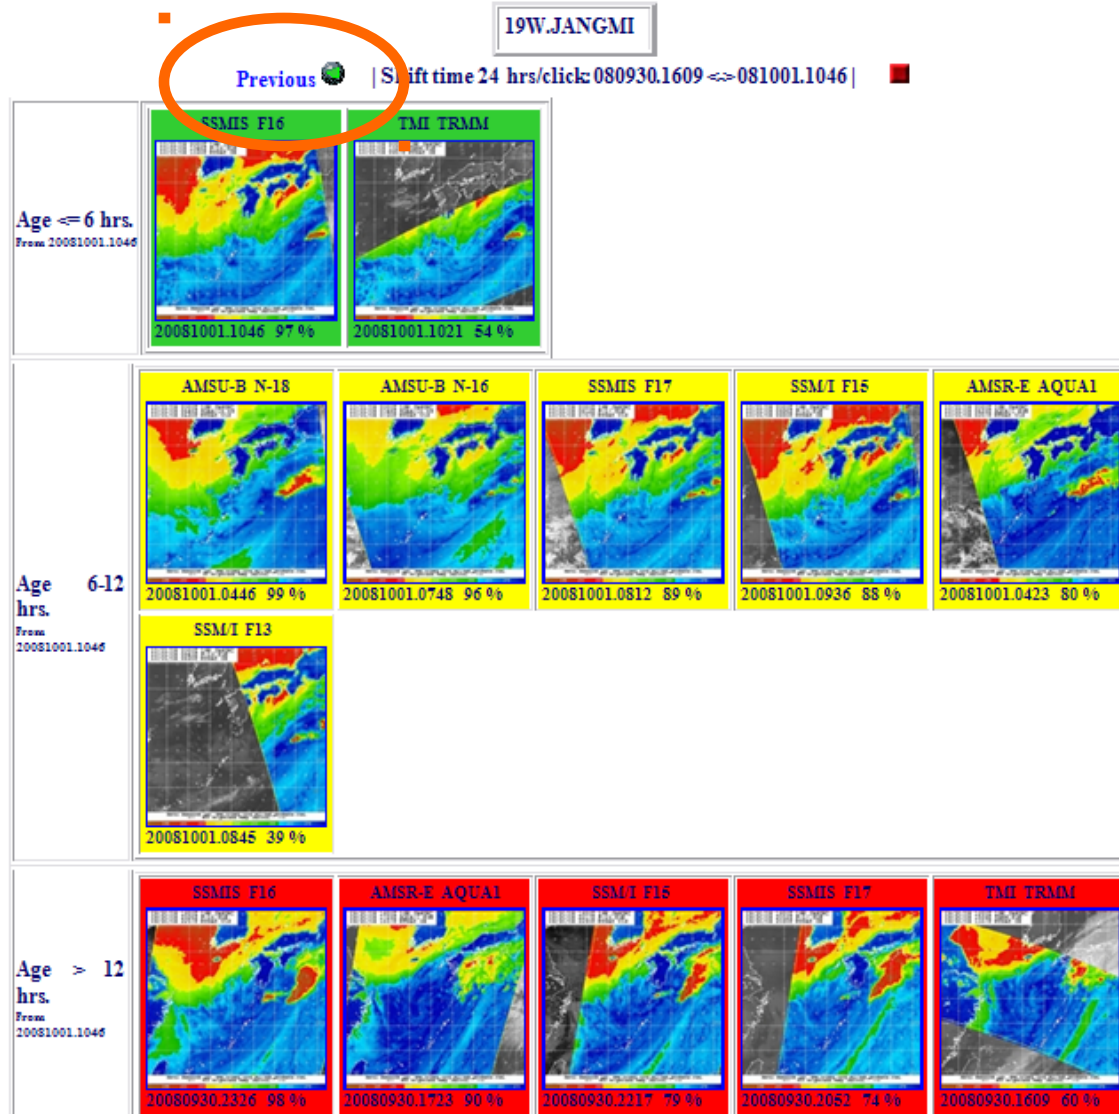 19W.JANGMI
Previous | Shift time 24 hrs/click: 080930.1609 <-> 081001.1046 |
SSMIS F16 TMI TRMM
Age <= 6 hrs.
From 20081001.1046
20081001.1046 97 % 20081001.1021 54 %
AMSU-B N-18 AMSU-B N-16 SSMIS F17 SSM/I F15 AMSR-E AQUA1
20081001.0446 99 % 20081001.0748 96 % 20081001.0812 89 % 20081001.0936 88 % 20081001.0423 80 %
Age 6-12
hrs.
From
20081001.1046
SSM/I F13
20081001.0845 39 %
SSMIS F16 AMSR-E AQUA1 SSM/I F15 SSMIS F17 TMI TRMM
Age > 12
hrs.
From
20081001.1046
20080930.2326 98 % 20080930.1723 90 % 20080930.2217 79 % 20080930.2052 74 % 20080930.1609 60 %